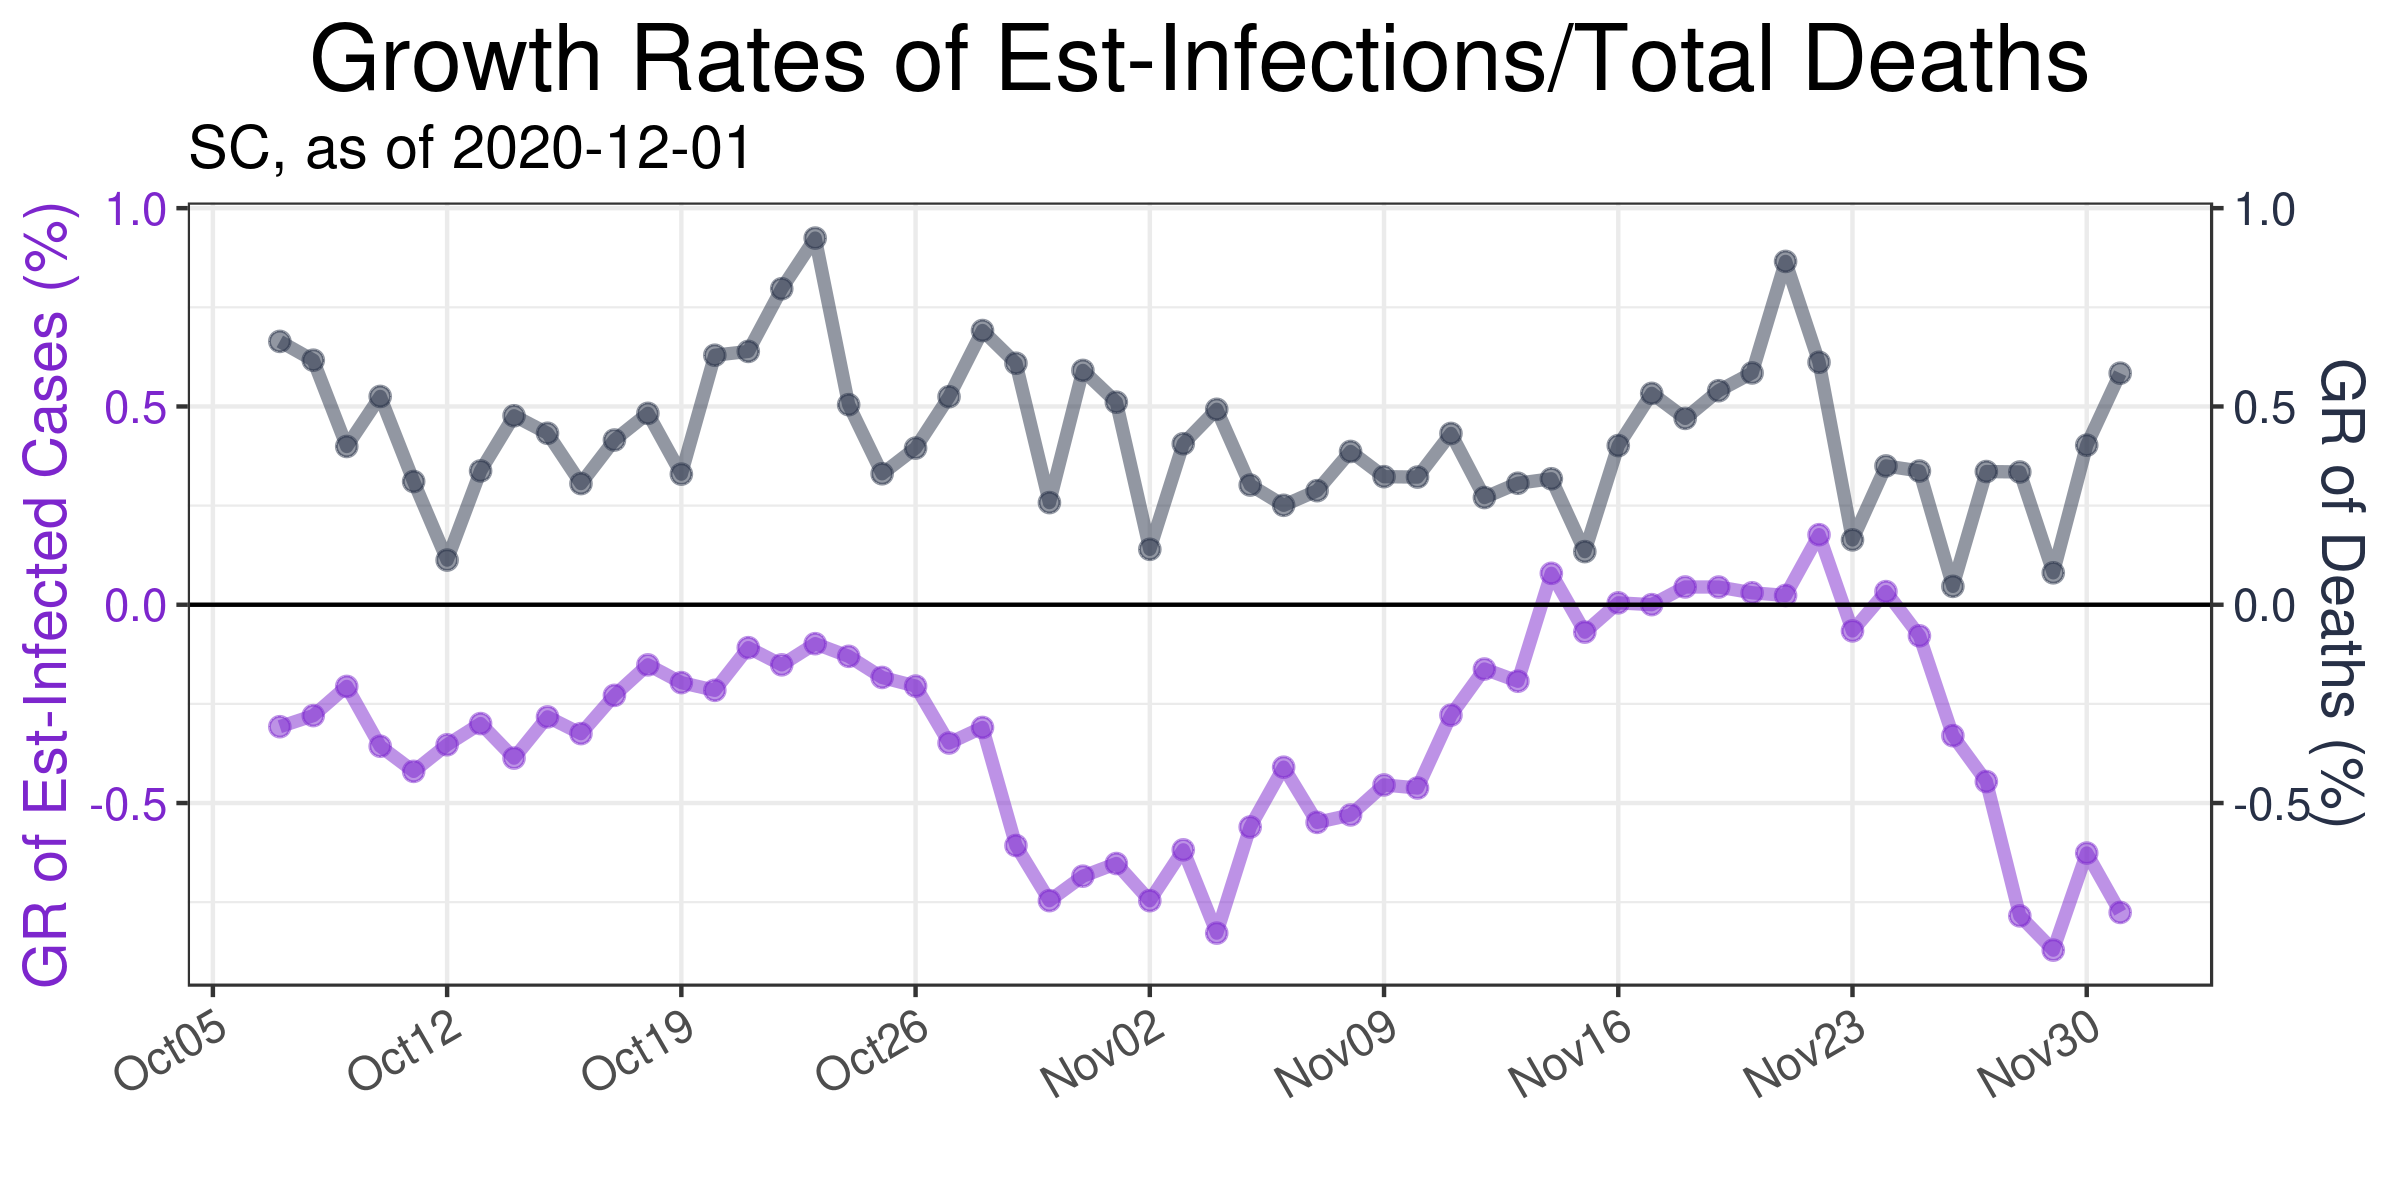 Growth Rates of Est-Infections/Total Deaths
SC, as of 2020-12-01
GR of Est-Infected Cases (%)
1.0
0.5
0.0
-0.5
1.0
0.5
0.0
-0.5
GR of Deaths (%)
Oct05
Oct12
Oct19
Oct26
Nov02
Nov09
Nov16
Nov23
Nov30